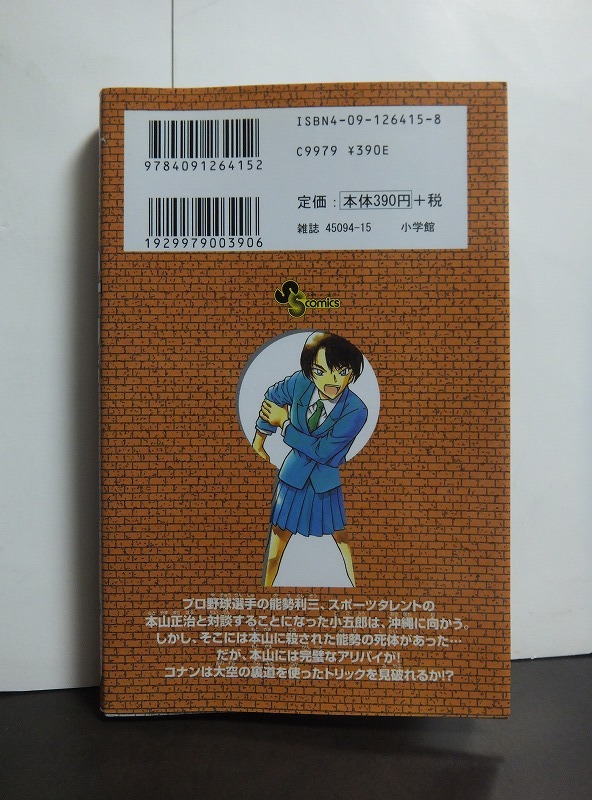 ISBN4-09-126415-8
C9979 ¥390E
9784091264152
定価：本体390円＋税
雑誌 45094-15 小学館
1929979003906
SS comics
プロ野球選手の能勢利三、スポーツタレントの
本山正治と対談することになった小五郎は、沖縄に向かう。
しかし、そこには本山に殺された能勢の死体があった…
だが、本山には完璧なアリバイが!
コナンは大空の裏道を使ったトリックを見破れるか!?